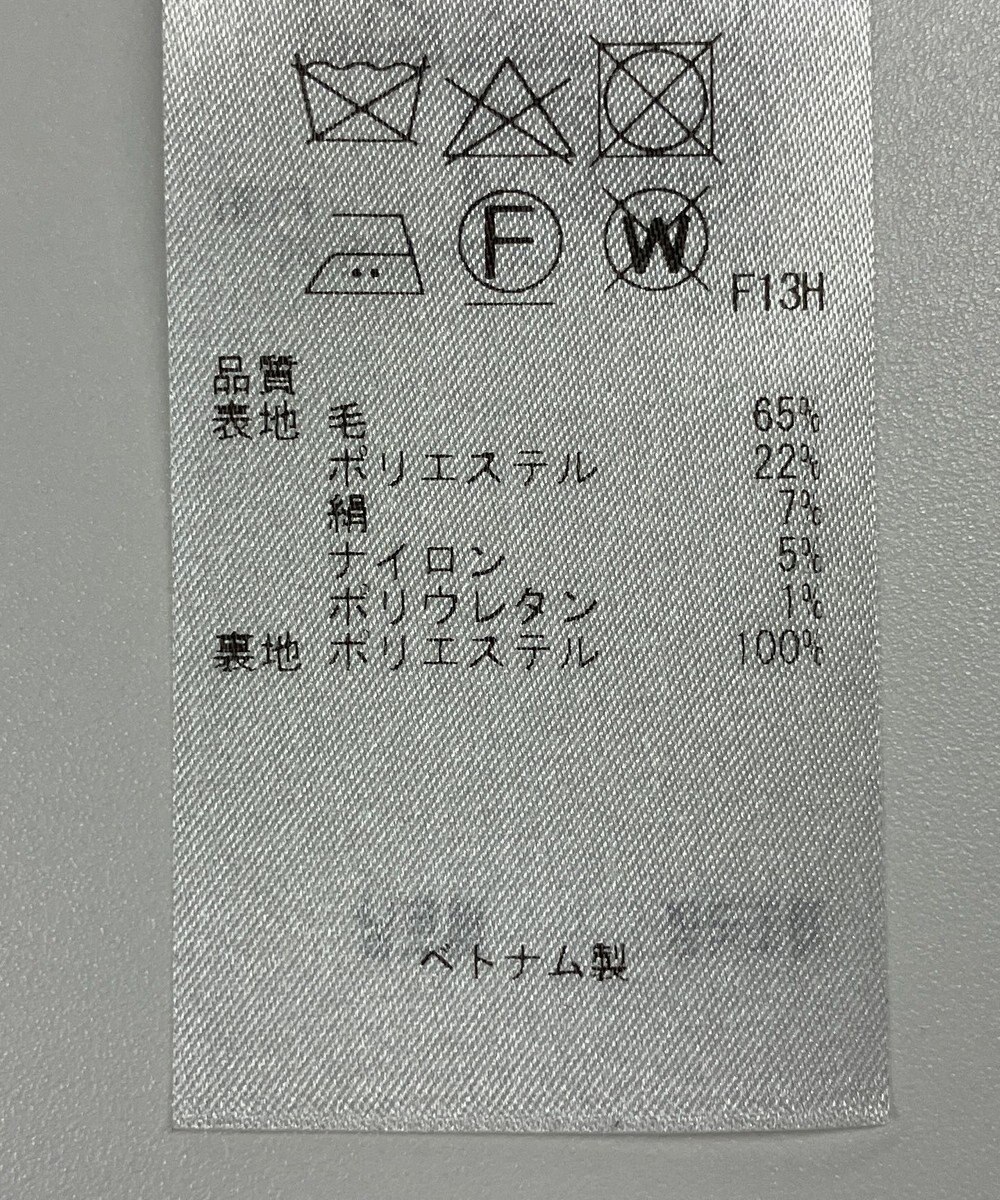 F W F13H
品質
表地 毛 65%
ポリエステル 22%
絹 7%
ナイロン 5%
ポリウレタン 1%
裏地 ポリエステル 100%
ベトナム製